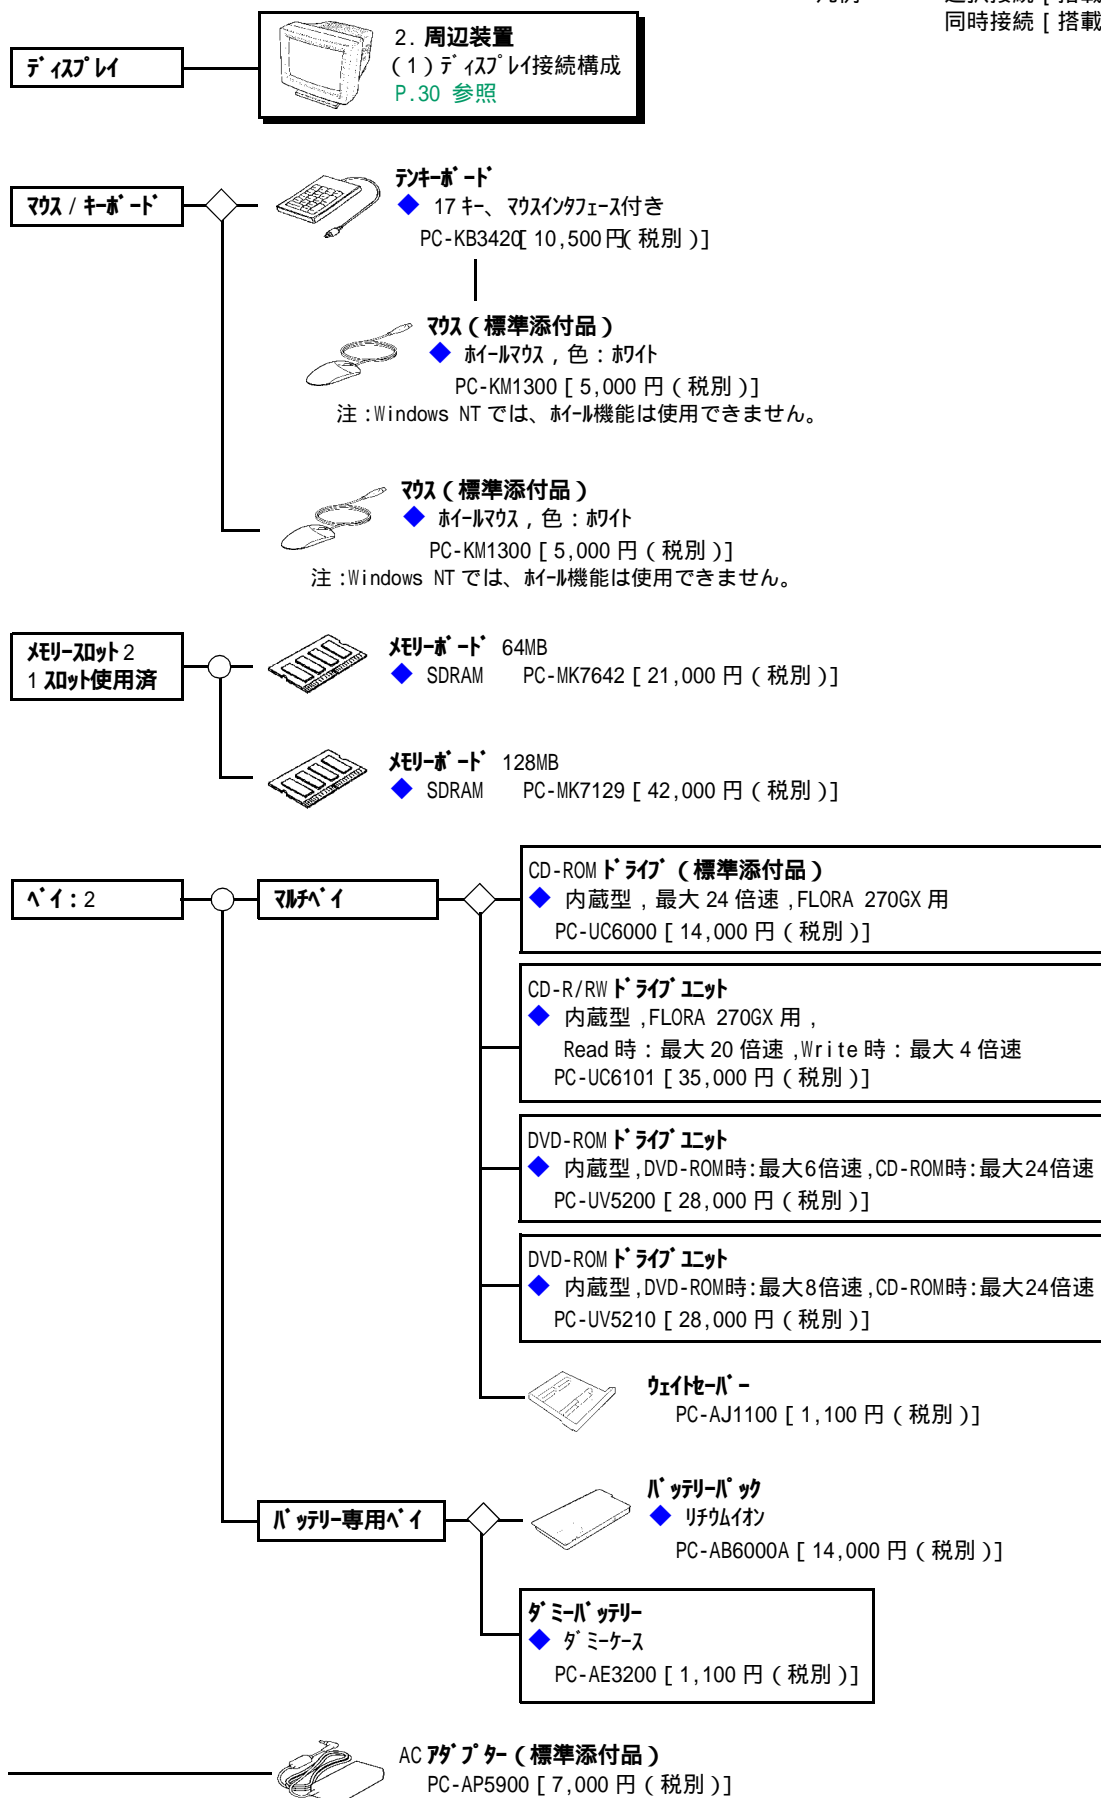 同時接続 [ 搭載
ディスプレイ
2. 周辺装置
(1) ディスプレイ接続構成
P.30 参照
マウス / キーボード
テンキーボード
◆ 17 キー、マウスインタフェース付き
PC-KB3420[ 10,500 円( 税別 )]
マウス ( 標準添付品 )
◆ ホイールマウス , 色 : ホワイト
PC-KM1300 [ 5,000 円 ( 税別 )]
注 :Windows NT では、ホイール機能は使用できません。
マウス ( 標準添付品 )
◆ ホイールマウス , 色 : ホワイト
PC-KM1300 [ 5,000 円 ( 税別 )]
注 :Windows NT では、ホイール機能は使用できません。
メモリースロット 2
1 スロット使用済
メモリーボード 64MB
◆ SDRAM PC-MK7642 [ 21,000 円 ( 税別 )]
メモリーボード 128MB
◆ SDRAM PC-MK7129 [ 42,000 円 ( 税別 )]
ベイ : 2
マルチベイ
CD-ROM ドライブ ( 標準添付品 )
◆ 内蔵型 , 最大 24 倍速 ,FLORA 270GX 用
PC-UC6000 [ 14,000 円 ( 税別 )]
CD-R/RW ドライブユニット
◆ 内蔵型 ,FLORA 270GX 用 ,
Read 時 : 最大 20 倍速 ,Write 時 : 最大 4 倍速
PC-UC6101 [ 35,000 円 ( 税別 )]
DVD-ROM ドライブユニット
◆ 内蔵型 ,DVD-ROM時:最大6倍速 ,CD-ROM時:最大24倍速
PC-UV5200 [ 28,000 円 ( 税別 )]
DVD-ROM ドライブユニット
◆ 内蔵型 ,DVD-ROM時:最大8倍速 ,CD-ROM時:最大24倍速
PC-UV5210 [ 28,000 円 ( 税別 )]
ウェイトセーバー
PC-AJ1100 [ 1,100 円 ( 税別 )]
バッテリー専用ベイ
バッテリーパック
◆ リチウムイオン
PC-AB6000A [ 14,000 円 ( 税別 )]
ダミーバッテリー
◆ ダミーケース
PC-AE3200 [ 1,100 円 ( 税別 )]
AC アダプター ( 標準添付品 )
PC-AP5900 [ 7,000 円 ( 税別 )]